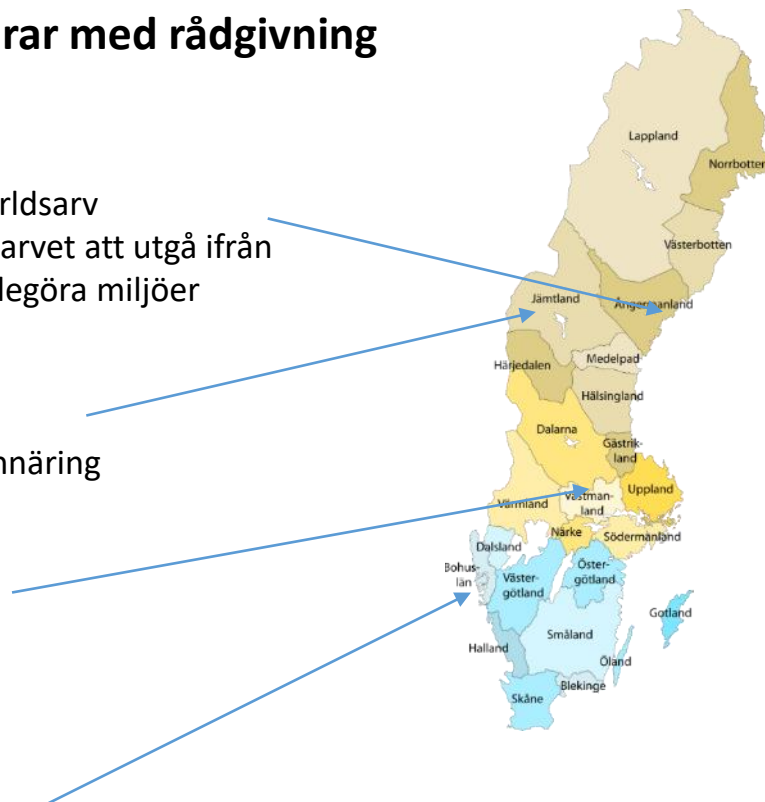 rar med rådgivning
rldsarv
arvet att utgå ifrån
legöra miljöer
nnäring
Lappland
Norrbotten
Västerbotten
Jämtland
Ångermanland
Medelpad
Härjedalen
Hälsingland
Dalarna
Gästrik-
land
Uppland
Värmland
Västman-
land
Närke
Södermanland
Dalsland
Bohus-
län
Väster-
götland
Öster-
götland
Gotland
Småland
Halland
Öland
Blekinge
Skåne